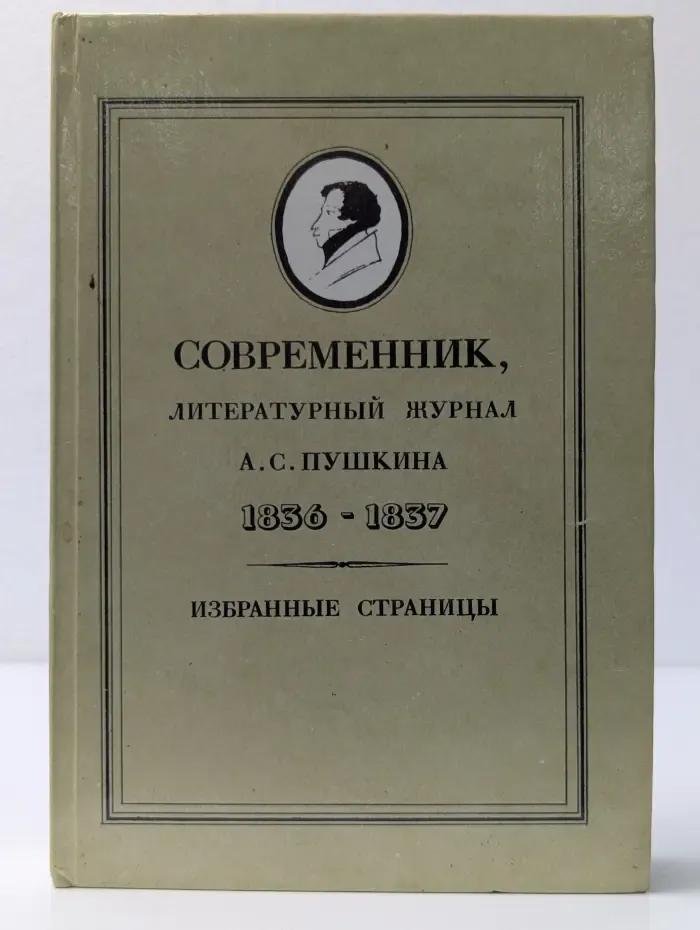 СОВРЕМЕННИК,
ЛИТЕРАТУРНЫЙ ЖУРНАЛ
А.С. ПУШКИНА
1836 - 1837
ИЗБРАННЫЕ СТРАНИЦЫ